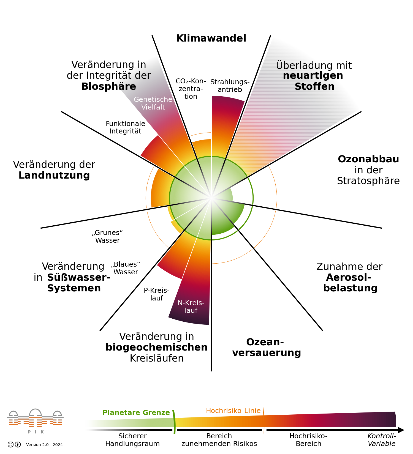 Klimawandel
Veränderung in
der Integrität der
Biosphäre
CO₂-Kon-
zentra-
tion
Strahlungs-
antrieb
Überladung mit
neuartigen
Stoffen
Genetische
Vielfalt
Funktionale
Integrität
Veränderung der
Landnutzung
Ozonabbau
in der
Stratosphäre
„Grünes“
Wasser
Veränderung
in Süßwasser-
Systemen
„Blaues“
Wasser
Zunahme der
Aerosol-
belastung
P-Kreis-
lauf
N-Kreis-
lauf
Veränderung in
biogeochemischen
Kreisläufen
Ozean-
versauerung
Planetare Grenze
Hochrisiko-Linie
P I K
Sicherer
Handlungsraum
Bereich
zunehmenden Risikos
Hochrisiko-
Bereich
Kontroll-
Variable